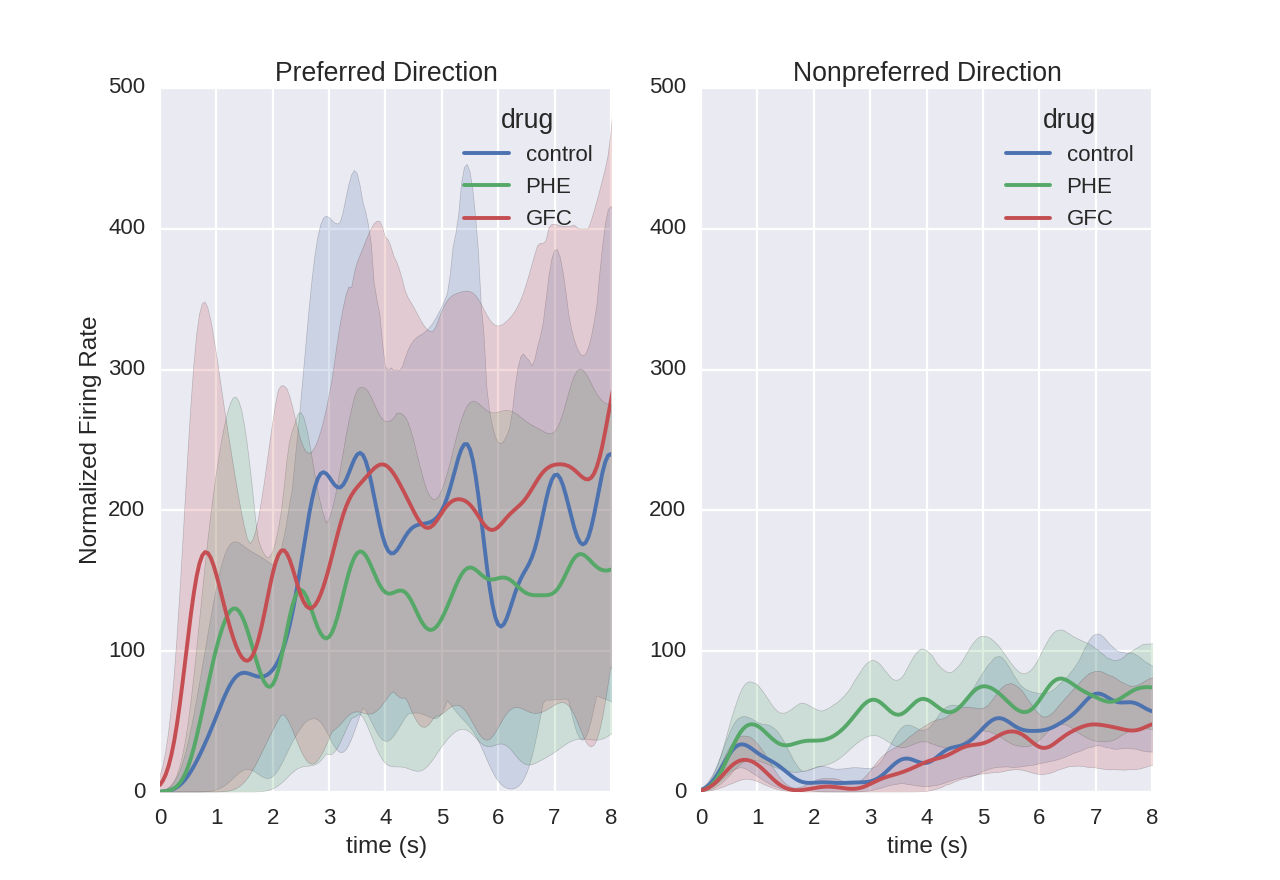 Preferred Direction
500
400
300
200
100
0
Normalized Firing Rate
drug
control
PHE
GFC
0 1 2 3 4 5 6 7 8
time (s)
Nonpreferred Direction
500
400
300
200
100
0
drug
control
PHE
GFC
0 1 2 3 4 5 6 7 8
time (s)